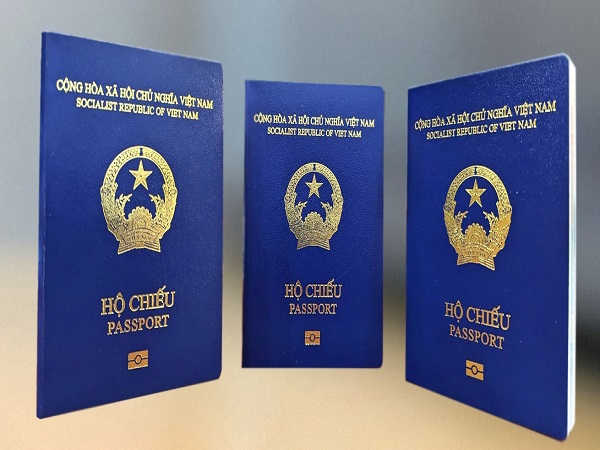 CỘNG HÒA XÃ HỘI CHỦ NGHĨA VIỆT NAM
SOCIALIST REPUBLIC OF VIET NAM
HỘ CHIẾU
PASSPORT
CỘNG HÒA XÃ HỘI CHỦ NGHĨA VIỆT NAM
SOCIALIST REPUBLIC OF VIET NAM
HỘ CHIẾU
PASSPORT
CỘNG HÒA XÃ HỘI CHỦ NGHĨA VIỆT NAM
SOCIALIST REPUBLIC OF VIET NAM
HỘ CHIẾU
PASSPORT